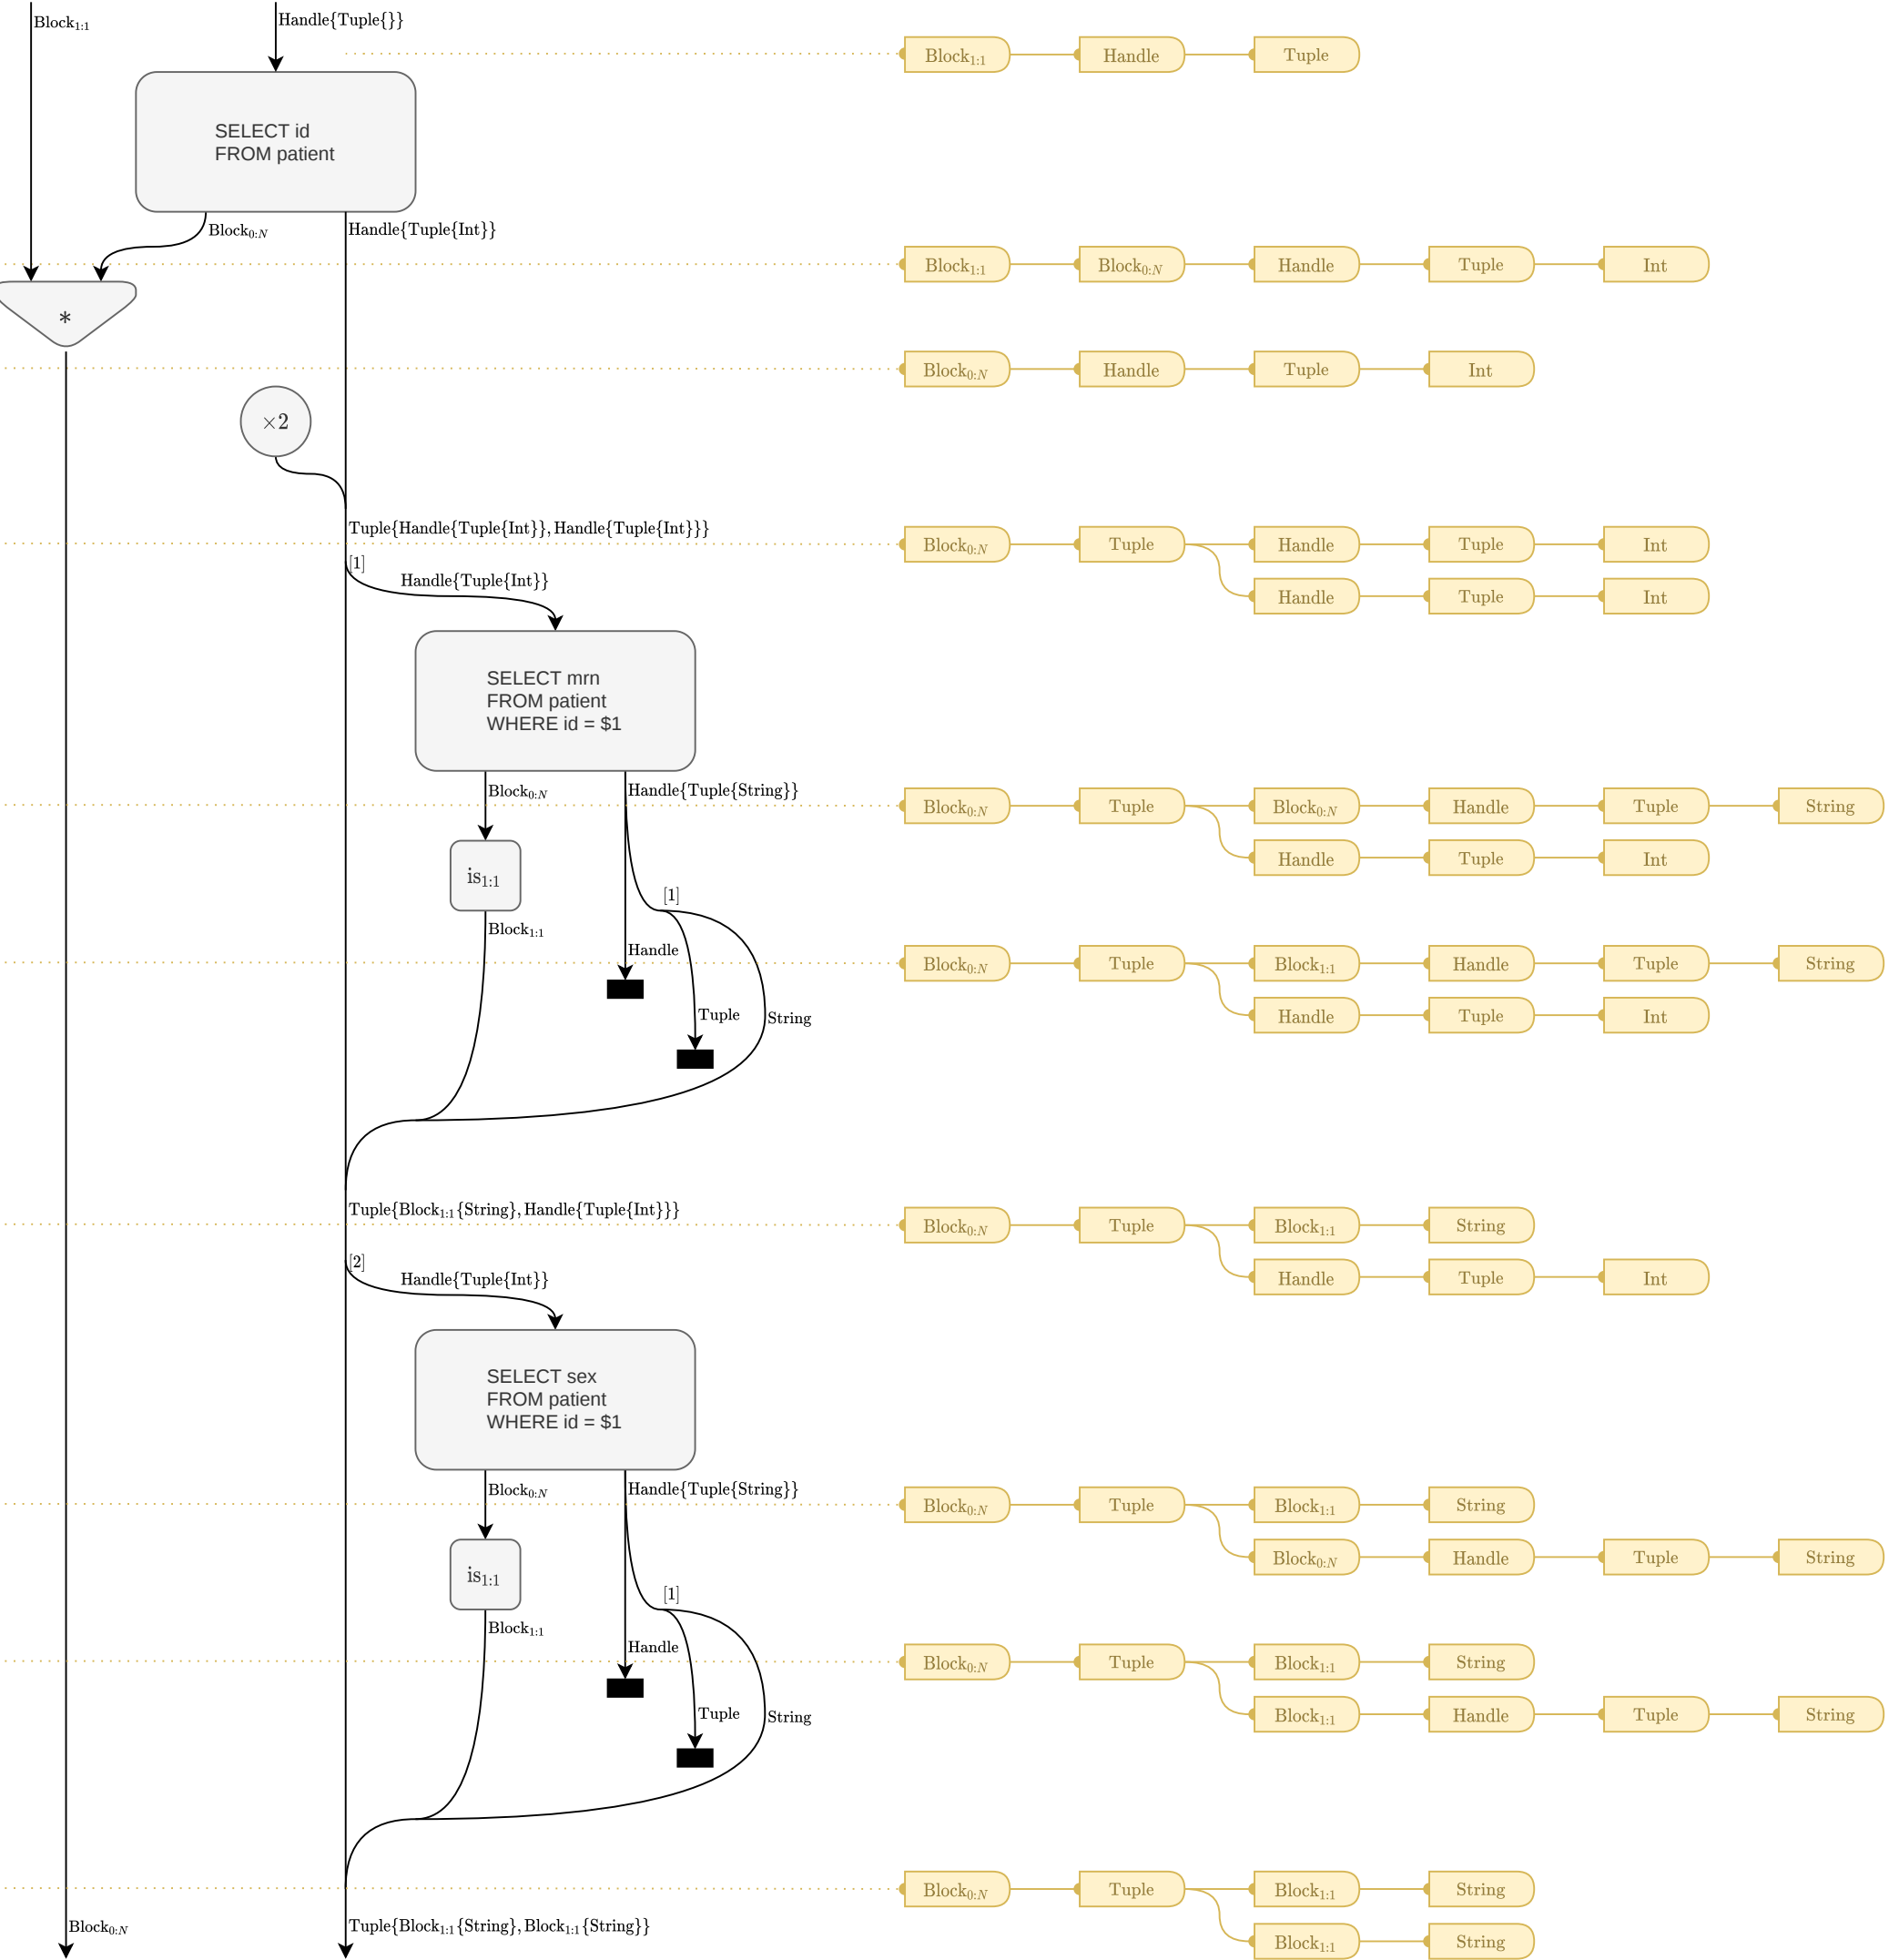 Block1:1
Handle{Tuple{}}
Block1:1 Handle Tuple
SELECT id
FROM patient
Block0:N
Handle{Tuple{Int}}
Block1:1 Block0:N Handle Tuple Int
*
Block0:N Handle Tuple Int
×2
Tuple{Handle{Tuple{Int}}, Handle{Tuple{Int}}}
Block0:N Tuple Handle Tuple Int
[1]
Handle{Tuple{Int}}
Handle Tuple Int
SELECT mrn
FROM patient
WHERE id = $1
Block0:N
Handle{Tuple{String}}
Block0:N Tuple Block0:N Handle Tuple String
Handle Tuple Int
is1:1
[1]
Block1:1
Handle
Block0:N Tuple Block1:1 Handle Tuple String
Tuple
String
Handle Tuple Int
Tuple{Block1:1{String}, Handle{Tuple{Int}}}
Block0:N Tuple Block1:1 String
[2]
Handle{Tuple{Int}}
Handle Tuple Int
SELECT sex
FROM patient
WHERE id = $1
Block0:N
Handle{Tuple{String}}
Block0:N Tuple Block1:1 String
Block0:N Handle Tuple String
is1:1
[1]
Block1:1
Handle
Block0:N Tuple Block1:1 String
Tuple
String
Block1:1 Handle Tuple String
Block0:N Tuple Block1:1 String
Block0:N
Tuple{Block1:1{String}, Block1:1{String}}
Block1:1 String